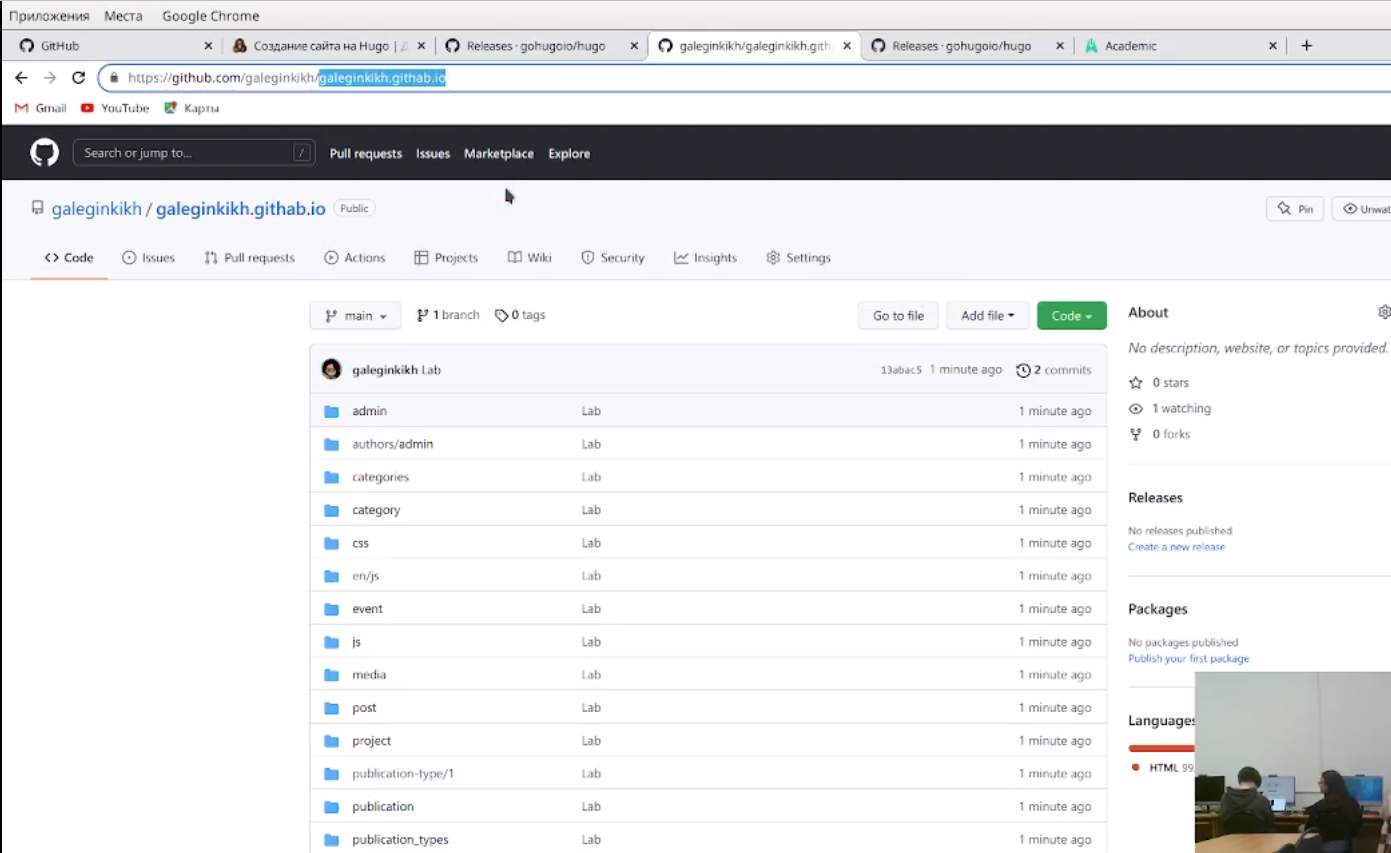 Приложения Места Google Chrome
GitHub Создание сайта на Hugo | Releases · gohugoio/hugo galeginkikh/galeginkikh.gith Releases · gohugoio/hugo Academic
https://github.com/galeginkikh/galeginkikh.githab.io
Gmail YouTube Карты
Search or jump to... / Pull requests Issues Marketplace Explore
galeginkikh / galeginkikh.githab.io Public Pin Unwat
Code Issues Pull requests Actions Projects Wiki Security Insights Settings
main 1 branch 0 tags Go to file Add file Code About
No description, website, or topics provided.
galeginkikh Lab 13abac5 1 minute ago 2 commits
0 stars
admin Lab 1 minute ago
1 watching
0 forks
authors/admin Lab 1 minute ago
categories Lab 1 minute ago
Releases
category Lab 1 minute ago
No releases published
css Lab 1 minute ago
Create a new release
en/js Lab 1 minute ago
event Lab 1 minute ago
Packages
js Lab 1 minute ago
No packages published
Publish your first package
media Lab 1 minute ago
post Lab 1 minute ago
Languages
project Lab 1 minute ago
HTML 99
publication-type/1 Lab 1 minute ago
publication Lab 1 minute ago
publication_types Lab 1 minute ago